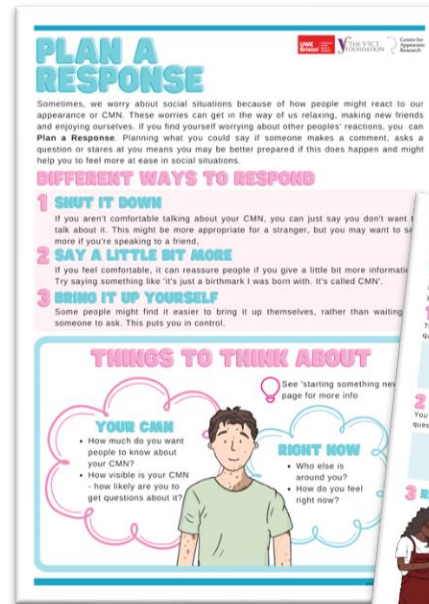 PLAN A
RESPONSE
UWE
Bristol
THE VTCT
FOUNDATION
Centre for
Appearance
Research
Sometimes, we worry about social situations because of how people might react to our
appearance or CMN. These worries can get in the way of us relaxing, making new friends
and enjoying ourselves. If you find yourself worrying about other peoples' reactions, you can
Plan a Response. Planning what you could say if someone makes a comment, asks a
question or stares at you means you may be better prepared if this does happen and might
help you to feel more at ease in social situations.
DIFFERENT WAYS TO RESPOND
1 SHUT IT DOWN
If you aren't comfortable talking about your CMN, you can just say you don't want
talk about it. This might be more appropriate for a stranger, but you may want to
more if you're speaking to a friend,
2 SAY A LITTLE BIT MORE
If you feel comfortable, it can reassure people if you give a little bit more
Try saying something like 'it's just a birthmark I was born with. It's called CMN'.
3 BRING IT UP YOURSELF
Some people might find it easier to bring it up themselves, rather than waiting
someone to ask. This puts you in control.
THINGS TO THINK ABOUT
See 'starting something
page for more info
YOUR CMN
• How much do you want
people to know about
your CMN?
• How visible is your CMN
- how likely are you to
get questions about it?
RIGHT NOW
• Who else is
around you?
• How do you feel
right now?
1
2
You
ques
3